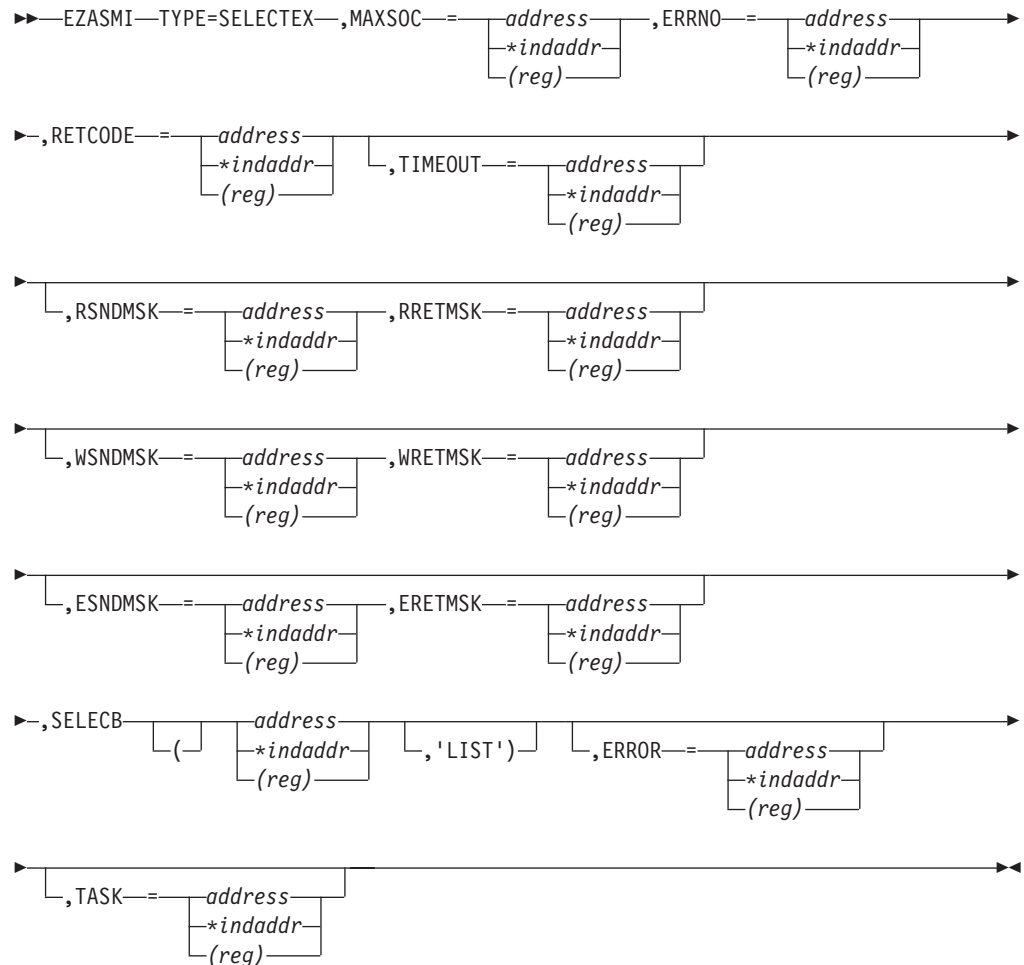 EZASMI TYPE=SELECTEX ,MAXSOC = address ,ERRNO = address
*indaddr *indaddr
(reg) (reg)
,RETCODE = address
*indaddr ,TIMEOUT = address
(reg) *indaddr
(reg)
,RSNDMSK = address ,RRETMSK = address
*indaddr *indaddr
(reg) (reg)
,WSNDMSK = address ,WRETMSK = address
*indaddr *indaddr
(reg) (reg)
,ESNDMSK = address ,ERETMSK = address
*indaddr *indaddr
(reg) (reg)
,SELECB address
( *indaddr ,'LIST') ,ERROR = address
(reg) *indaddr
(reg)
,TASK = address
*indaddr
(reg)